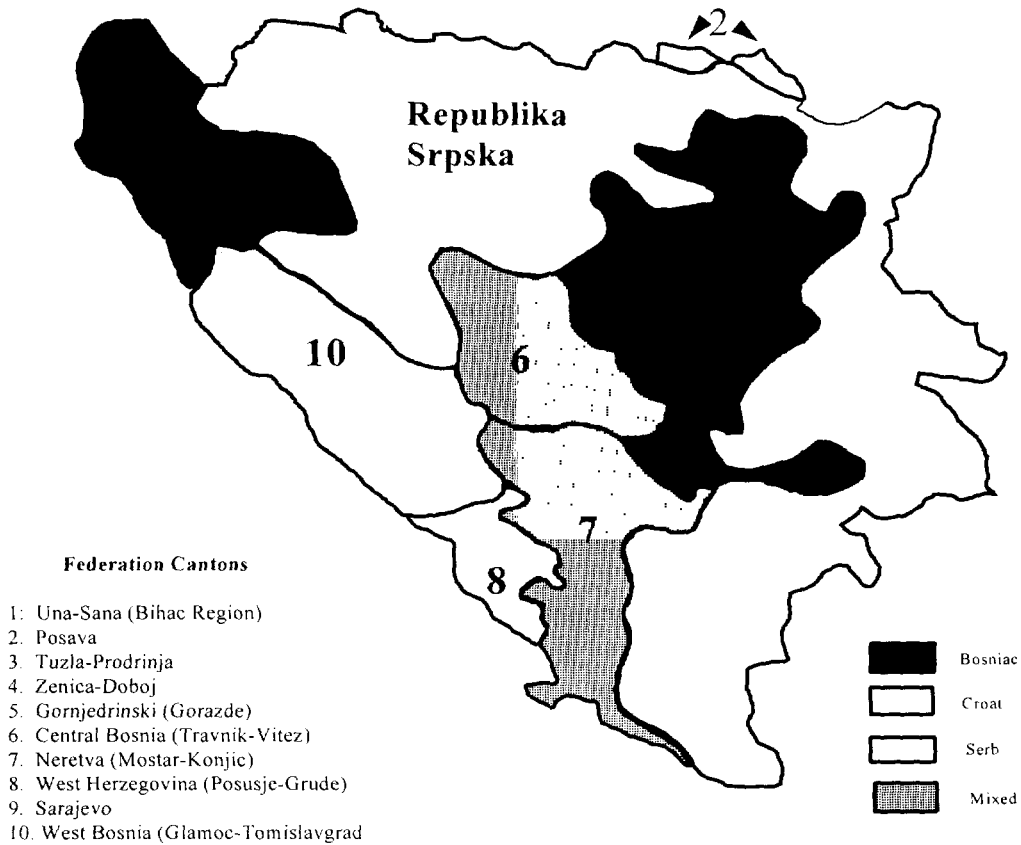 2
Republika
Srpska
10
6
7
8
Federation Cantons
1: Una-Sana (Bihac Region)
2. Posava
3. Tuzla-Prodrinja
4. Zenica-Doboj
5. Gornjedrinski (Gorazde)
6. Central Bosnia (Travnik-Vitez)
7. Neretva (Mostar-Konjic)
8. West Herzegovina (Posusje-Grude)
9. Sarajevo
10. West Bosnia (Glamoc-Tomislavgrad
Bosniac
Croat
Serb
Mixed